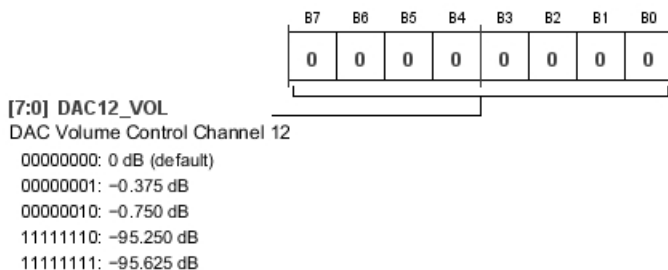 B7 B6 B5 B4 B3 B2 B1 B0
0 0 0 0 0 0 0 0
[7:0] DAC12_VOL
DAC Volume Control Channel 12
00000000: 0 dB (default)
00000001: −0.375 dB
00000010: −0.750 dB
11111110: −95.250 dB
11111111: −95.625 dB